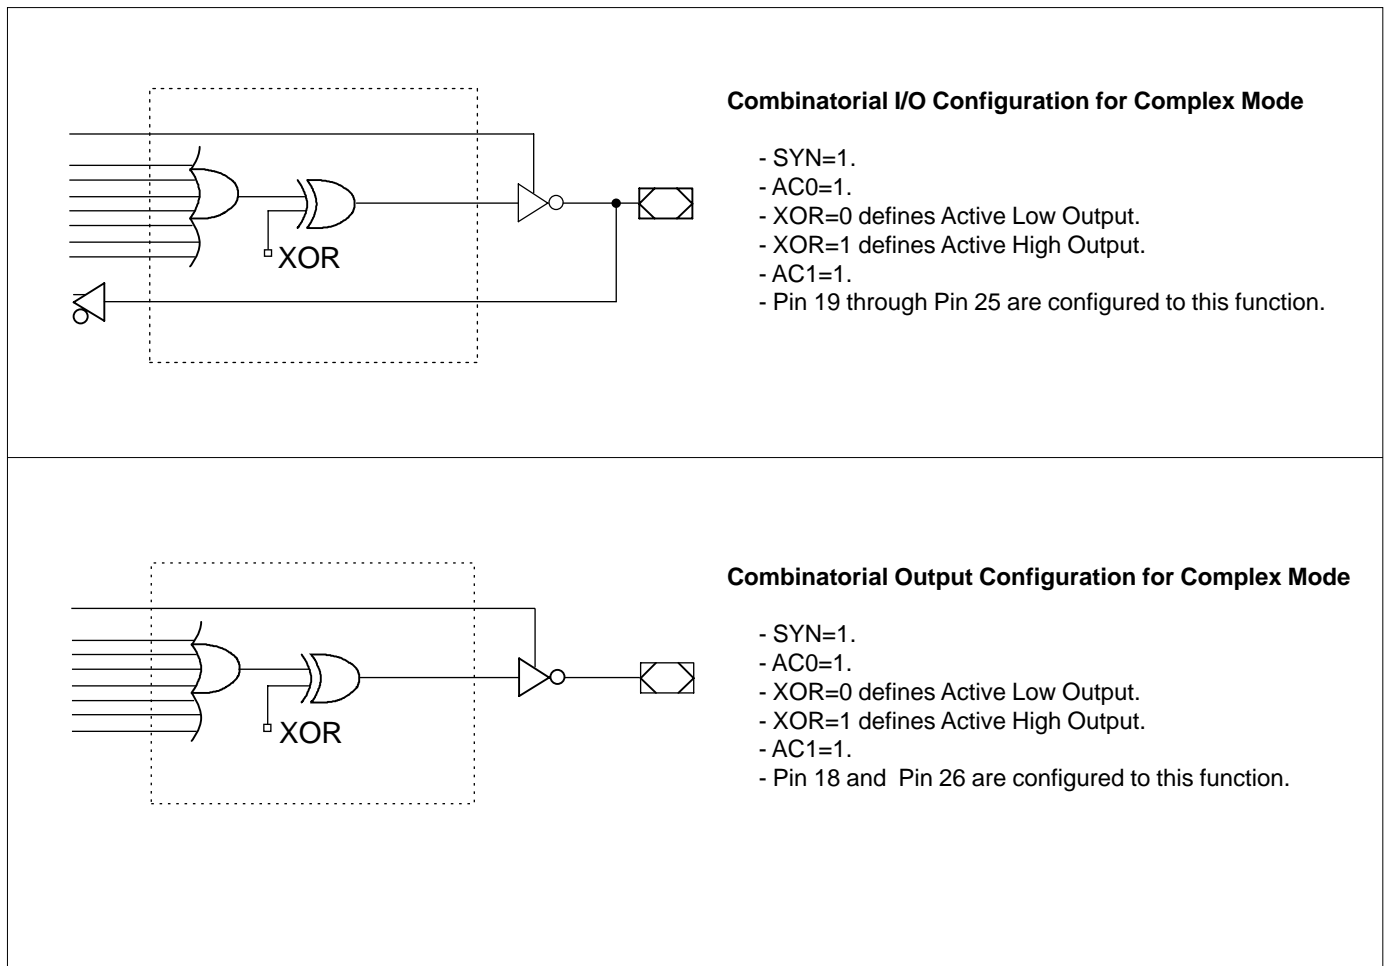 Combinatorial I/O Configuration for Complex Mode
- SYN=1.
- AC0=1.
- XOR=0 defines Active Low Output.
- XOR=1 defines Active High Output.
- AC1=1.
- Pin 19 through Pin 25 are configured to this function.
XOR
Combinatorial Output Configuration for Complex Mode
- SYN=1.
- AC0=1.
- XOR=0 defines Active Low Output.
- XOR=1 defines Active High Output.
- AC1=1.
- Pin 18 and  Pin 26 are configured to this function.
XOR